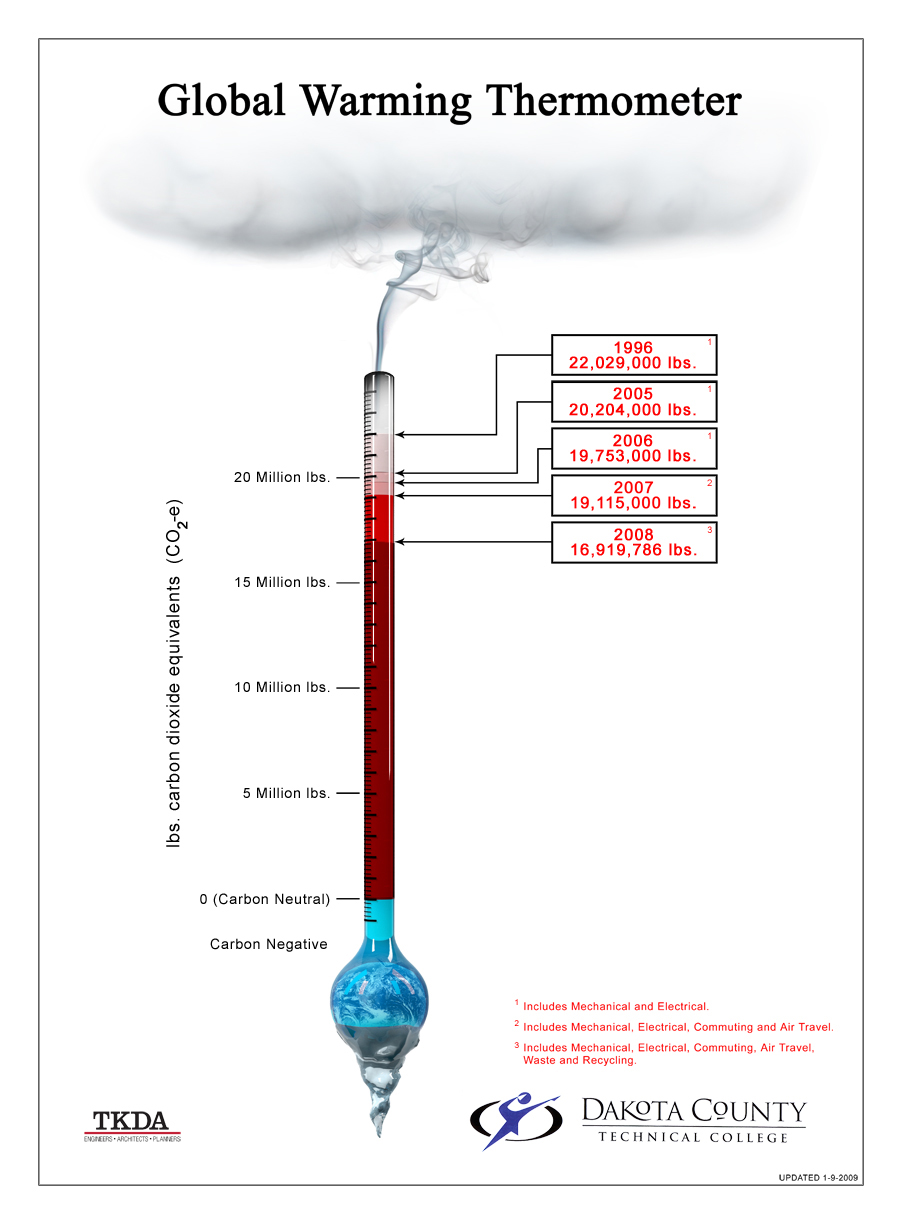 Global Warming Thermometer
1996 ¹
22,029,000 lbs.
2005 ¹
20,204,000 lbs.
2006 ¹
19,753,000 lbs.
2007 ²
19,115,000 lbs.
2008 ³
16,919,786 lbs.
lbs. carbon dioxide equivalents (CO₂-e)
20 Million lbs.
15 Million lbs.
10 Million lbs.
5 Million lbs.
0 (Carbon Neutral)
Carbon Negative
¹ Includes Mechanical and Electrical.
² Includes Mechanical, Electrical, Commuting and Air Travel.
³ Includes Mechanical, Electrical, Commuting, Air Travel,
Waste and Recycling.
TKDA
ENGINEERS • ARCHITECTS • PLANNERS
DAKOTA COUNTY
TECHNICAL COLLEGE
UPDATED 1-9-2009